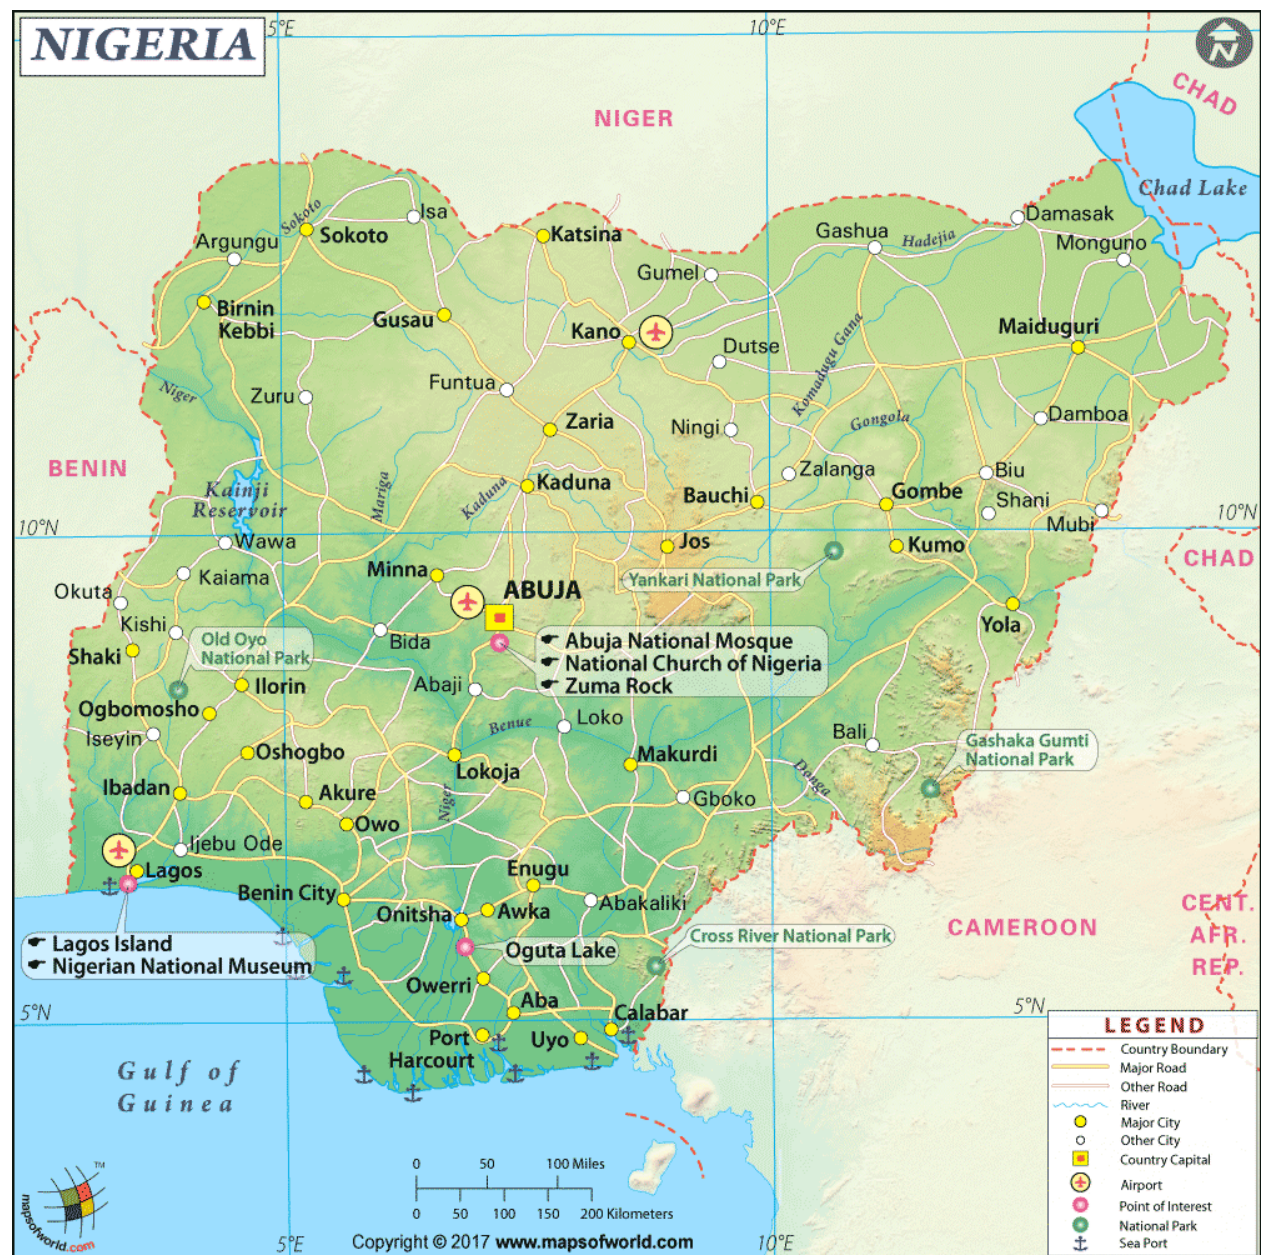 NIGERIA
5°E
10°E
N
CHAD
NIGER
Chad Lake
Sokoto
Isa
Damasak
Argungu
Sokoto
Katsina
Gashua
Hadejia
Monguno
Gumel
Birnin
Kebbi
Gusau
Kano
Maiduguri
Dutse
Komadugu Gana
Niger
Zuru
Funtua
Zaria
Ningi
Gongola
Damboa
BENIN
Kainji
Reservoir
Mariga
Kaduna
Kaduna
Zalanga
Biu
Bauchi
Gombe
Shani
Mubi
10°N
10°N
Wawa
Jos
Kumo
CHAD
Kaiama
Minna
Yankari National Park
Okuta
ABUJA
Kishi
Bida
Yola
Old Oyo
National Park
Abuja National Mosque
National Church of Nigeria
Zuma Rock
Shaki
Ilorin
Abaji
Ogbomosho
Loko
Iseyin
Benue
Bali
Gashaka Gumti
National Park
Oshogbo
Lokoja
Makurdi
Donga
Ibadan
Akure
Niger
Gboko
Owo
Ijebu Ode
Lagos
Enugu
Benin City
Abakaliki
Onitsha
Awka
CENT.
AFR.
REP.
CAMEROON
Lagos Island
Nigerian National Museum
Oguta Lake
Cross River National Park
Owerri
Aba
Calabar
5°N
5°N
Port
Harcourt
Uyo
Gulf of
Guinea
LEGEND
Country Boundary
Major Road
Other Road
River
Major City
Other City
Country Capital
Airport
Point of Interest
National Park
Sea Port
0 50 100 Miles
0 50 100 150 200 Kilometers
TM
mapsofworld.com
5°E
Copyright © 2017 www.mapsofworld.com
10°E